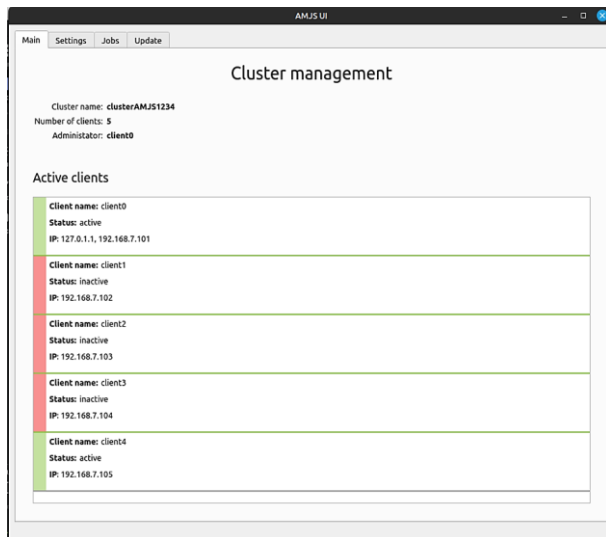 AMJS UI
Main Settings Jobs Update
Cluster management
Cluster name: clusterAMJS1234
Number of clients: 5
Administator: client0
Active clients
Client name: client0
Status: active
IP: 127.0.1.1, 192.168.7.101
Client name: client1
Status: inactive
IP: 192.168.7.102
Client name: client2
Status: inactive
IP: 192.168.7.103
Client name: client3
Status: inactive
IP: 192.168.7.104
Client name: client4
Status: active
IP: 192.168.7.105